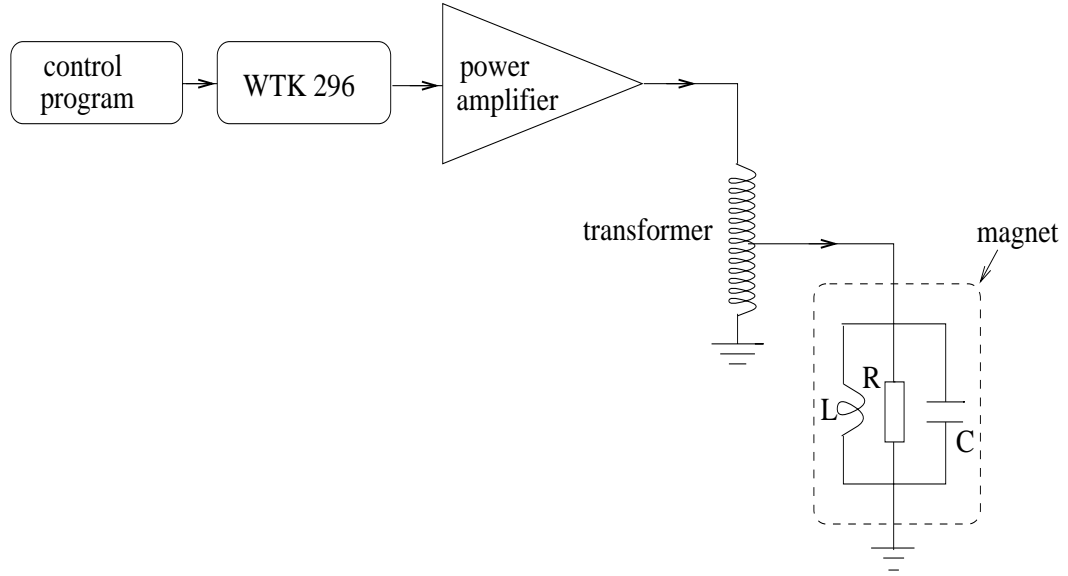 control
program
WTK 296
power
amplifier
transformer
magnet
R
L
C